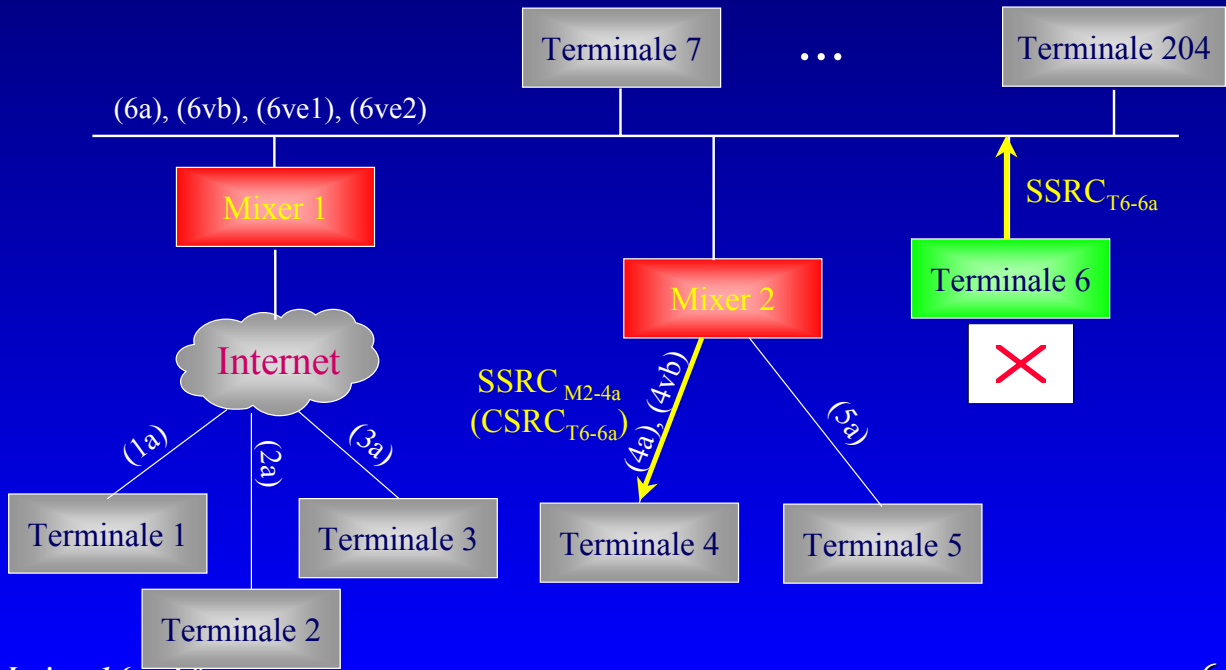 Terminale 7
...
Terminale 204
(6a), (6vb), (6ve1), (6ve2)
Mixer 1
SSRC T6-6a
Terminale 6
Mixer 2
Internet
SSRC M2-4a
(CSRC T6-6a)
(4a), (4vb)
(5a)
(1a)
(2a)
(3a)
Terminale 1
Terminale 3
Terminale 4
Terminale 5
Terminale 2